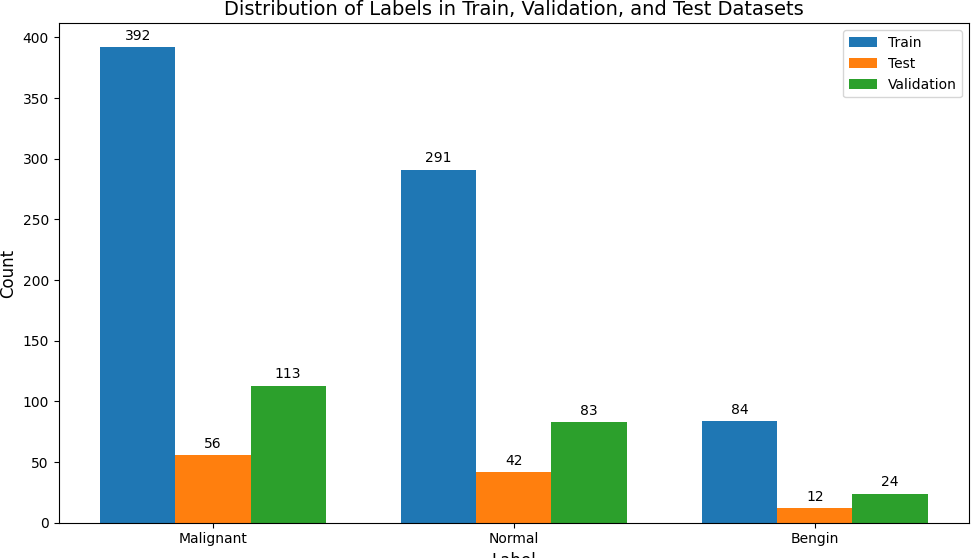 Distribution of Labels in Train, Validation, and Test Datasets
400
350
300
250
200
150
100
50
0
Count
392
56
113
291
42
83
84
12
24
Train
Test
Validation
Malignant
Normal
Bengin
Label